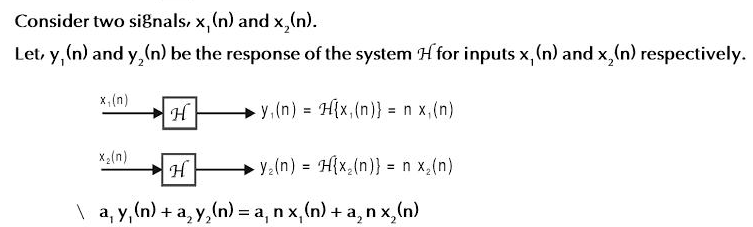 Consider two signals, x₁(n) and x₂(n).
Let, y₁(n) and y₂(n) be the response of the system ℋ for inputs x₁(n) and x₂(n) respectively.
x₁(n) ℋ y₁(n) = ℋ{x₁(n)} = n x₁(n)
x₂(n) ℋ y₂(n) = ℋ{x₂(n)} = n x₂(n)
\ a₁ y₁(n) + a₂ y₂(n) = a₁ n x₁(n) + a₂ n x₂(n)